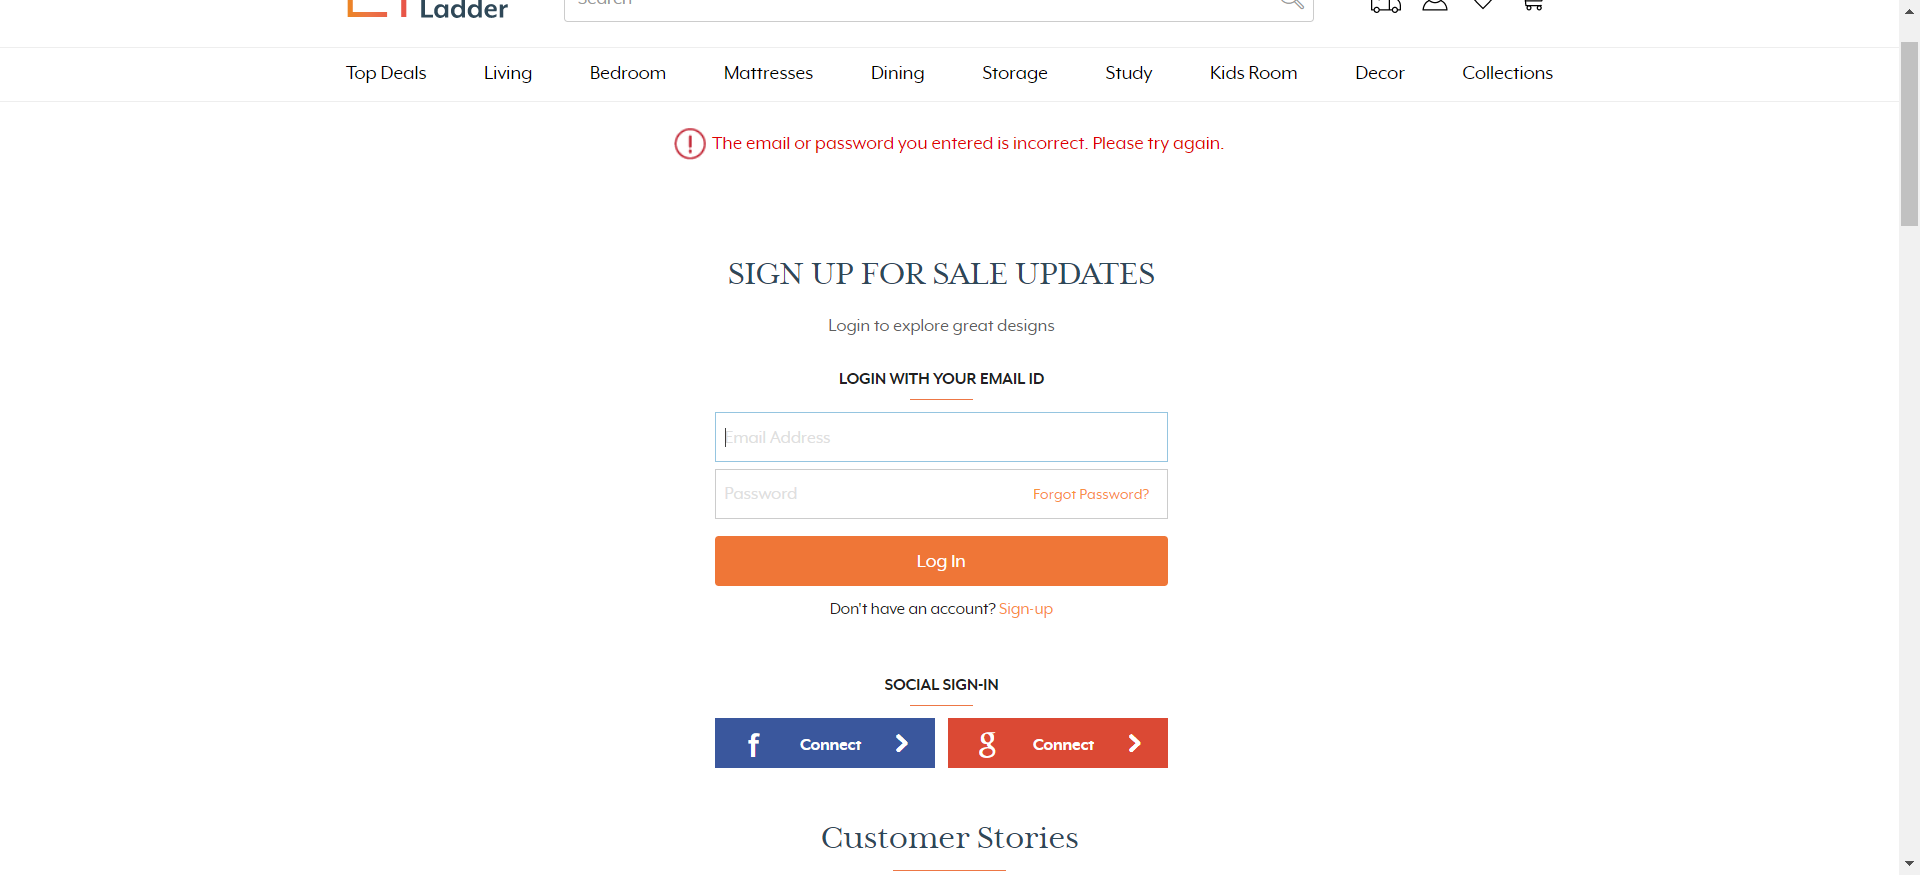 Ladder
Search
Top Deals Living Bedroom Mattresses Dining Storage Study Kids Room Decor Collections
The email or password you entered is incorrect. Please try again.
SIGN UP FOR SALE UPDATES
Login to explore great designs
LOGIN WITH YOUR EMAIL ID
Email Address
Password Forgot Password?
Log In
Don't have an account? Sign-up
SOCIAL SIGN-IN
f Connect g Connect
Customer Stories